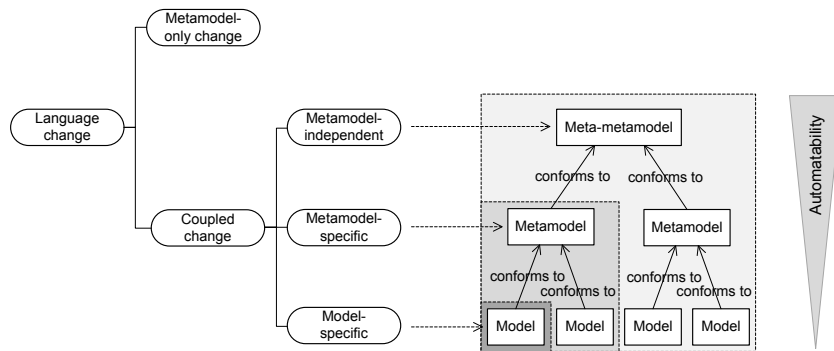 Metamodel-
only change
Language
change
Metamodel-
independent
Meta-metamodel
Automatability
conforms to
conforms to
Coupled
change
Metamodel-
specific
Metamodel
Metamodel
conforms to
conforms to
conforms to
conforms to
Model-
specific
Model
Model
Model
Model